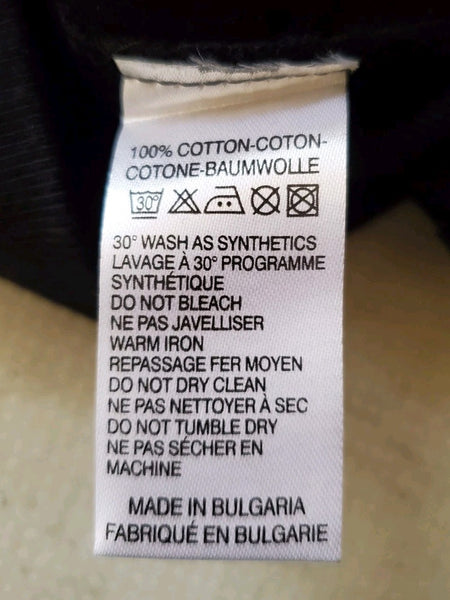 100% COTTON-COTON-
COTONE-BAUMWOLLE
30°
30° WASH AS SYNTHETICS
LAVAGE À 30° PROGRAMME
SYNTHÉTIQUE
DO NOT BLEACH
NE PAS JAVELLISER
WARM IRON
REPASSAGE FER MOYEN
DO NOT DRY CLEAN
NE PAS NETTOYER À SEC
DO NOT TUMBLE DRY
NE PAS SÉCHER EN
MACHINE
MADE IN BULGARIA
FABRIQUÉ EN BULGARIE